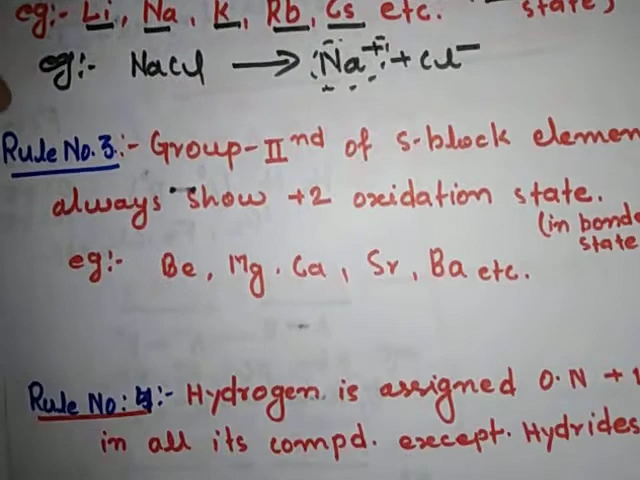 eg:- Li, Na, K, Rb, Cs etc. state)
eg:- NaCl → Na+ + Cl-
Rule No. 3:- Group-IInd of s-block elemen
always show +2 oxidation state.
(in bonde
state
eg:- Be, Mg. Ca, Sr, Ba etc.
Rule No: 4:- Hydrogen is assigned O.N +1
in all its compd. except. Hydrides